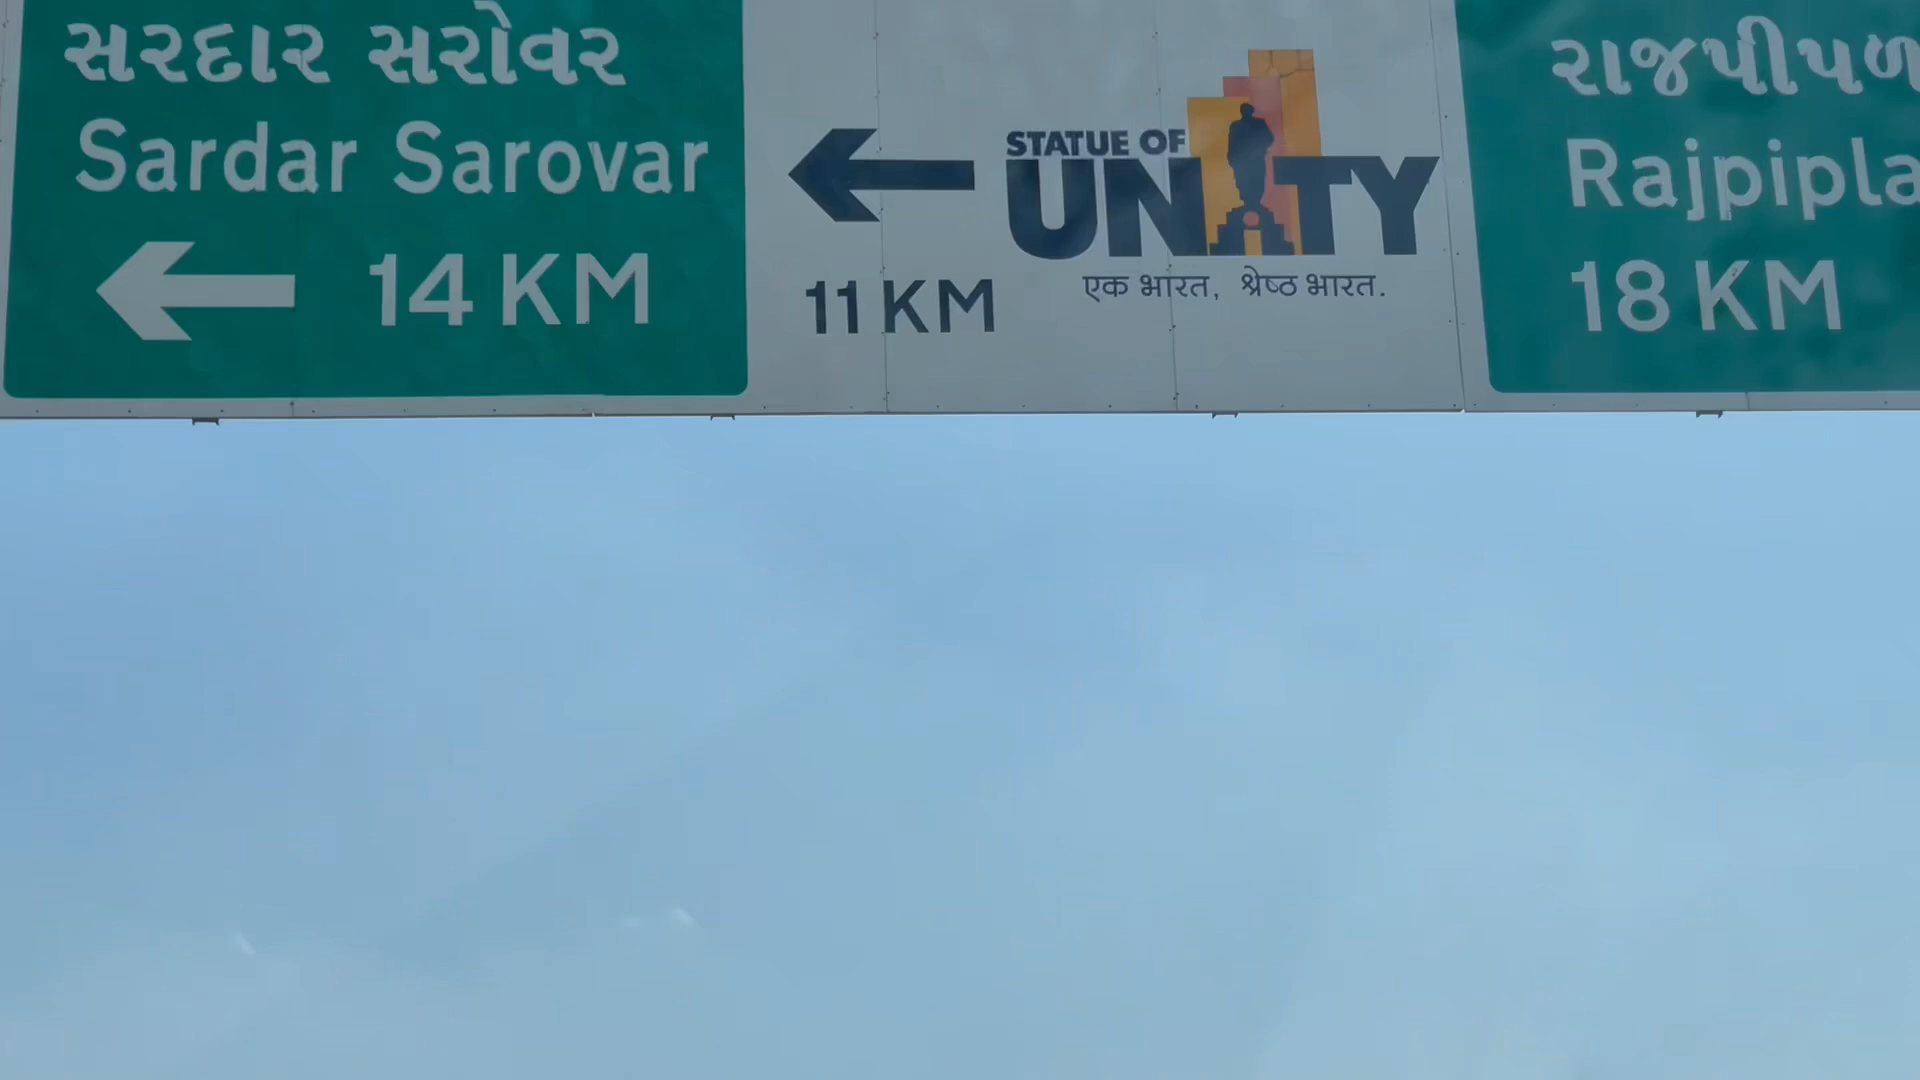 સરદાર સરોવર
Sardar Sarovar
14 KM
STATUE OF
UNITY
एक भारत, श्रेष्ठ भारत.
11 KM
રાજપીપળ
Rajpipla
18 KM